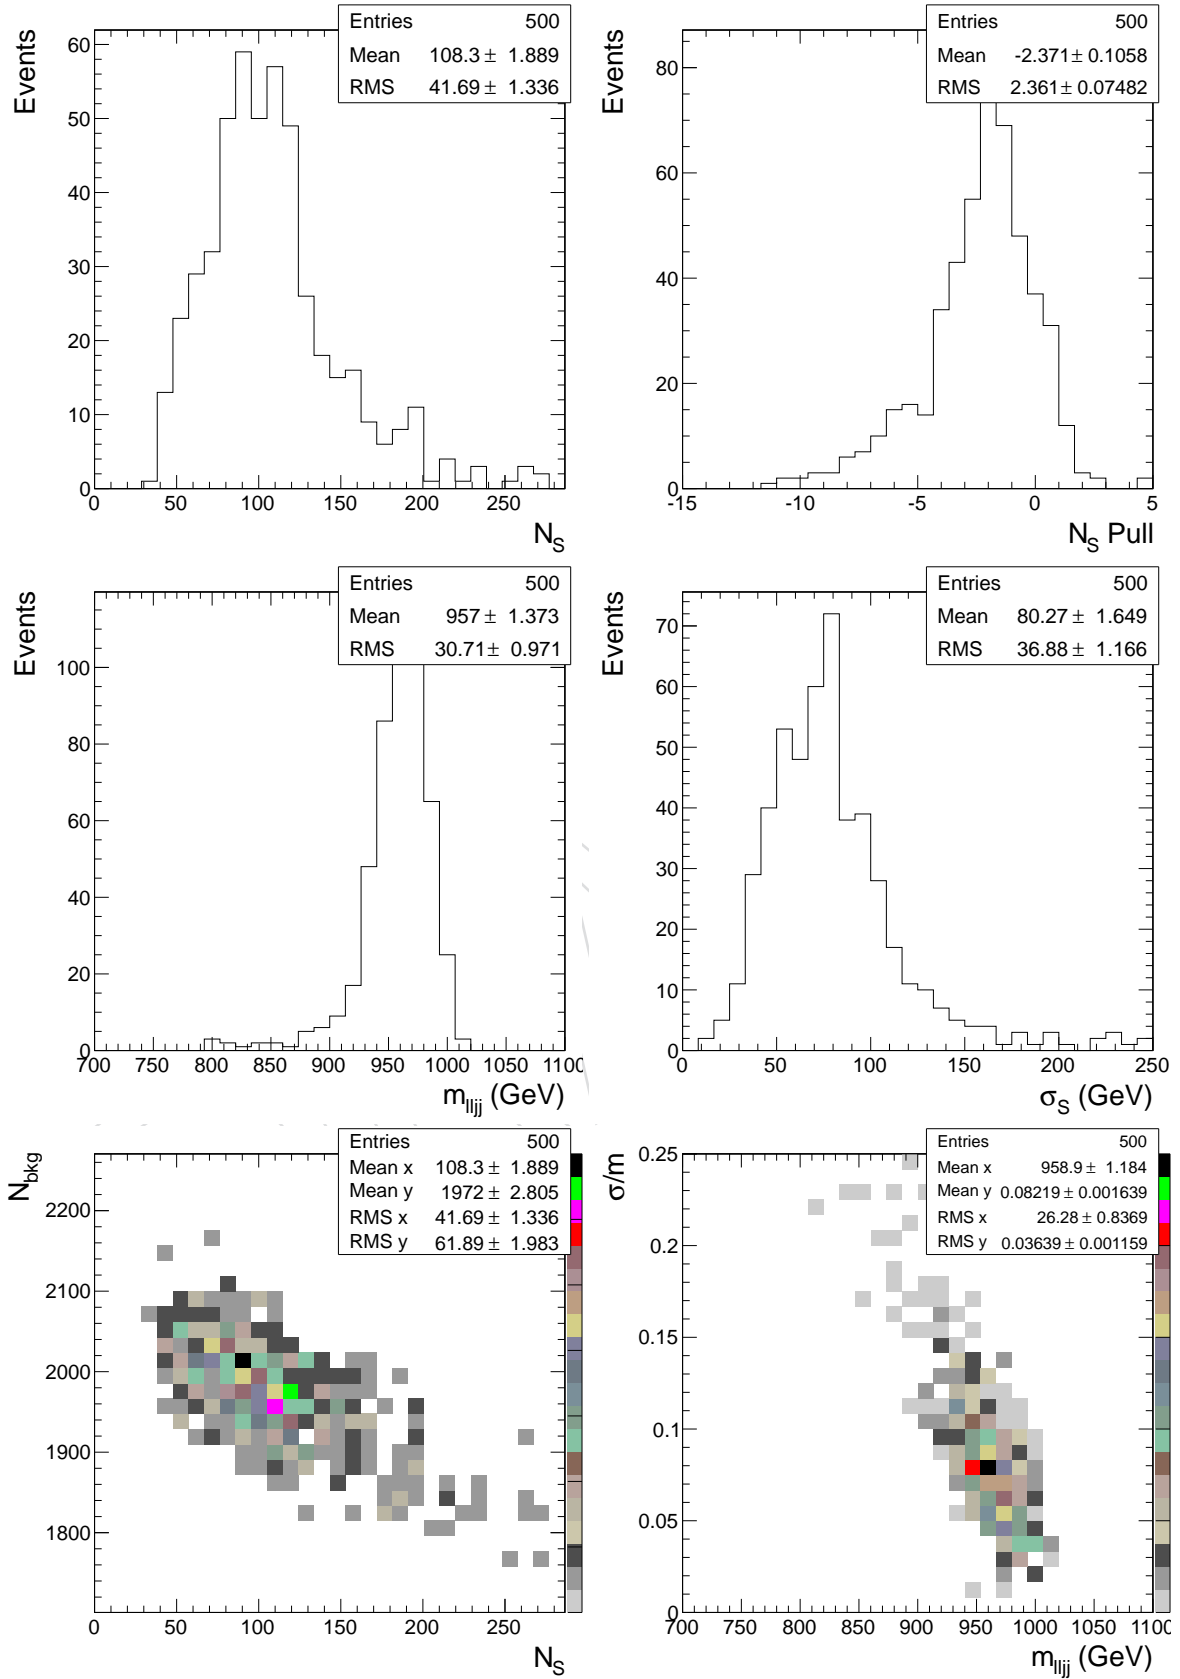 Entries 500
Mean 108.3 ± 1.889
RMS 41.69 ± 1.336
Events
60
50
40
30
20
10
0
0 50 100 150 200 250
N_S
Entries 500
Mean -2.371 ± 0.1058
RMS 2.361 ± 0.07482
Events
80
60
40
20
0
-15 -10 -5 0 5
N_S Pull
Entries 500
Mean 957 ± 1.373
RMS 30.71 ± 0.971
Events
100
80
60
40
20
0
700 750 800 850 900 950 1000 1050 1100
m_lljj (GeV)
Entries 500
Mean 80.27 ± 1.649
RMS 36.88 ± 1.166
Events
70
60
50
40
30
20
10
0
0 50 100 150 200 250
σ_S (GeV)
Entries 500
Mean x 108.3 ± 1.889
Mean y 1972 ± 2.805
RMS x 41.69 ± 1.336
RMS y 61.89 ± 1.983
N_bkg
2200
2100
2000
1900
1800
0 50 100 150 200 250
N_S
Entries 500
Mean x 958.9 ± 1.184
Mean y 0.08219 ± 0.001639
RMS x 26.28 ± 0.8369
RMS y 0.03639 ± 0.001159
σ/m
0.25
0.2
0.15
0.1
0.05
0
700 750 800 850 900 950 1000 1050 1100
m_lljj (GeV)